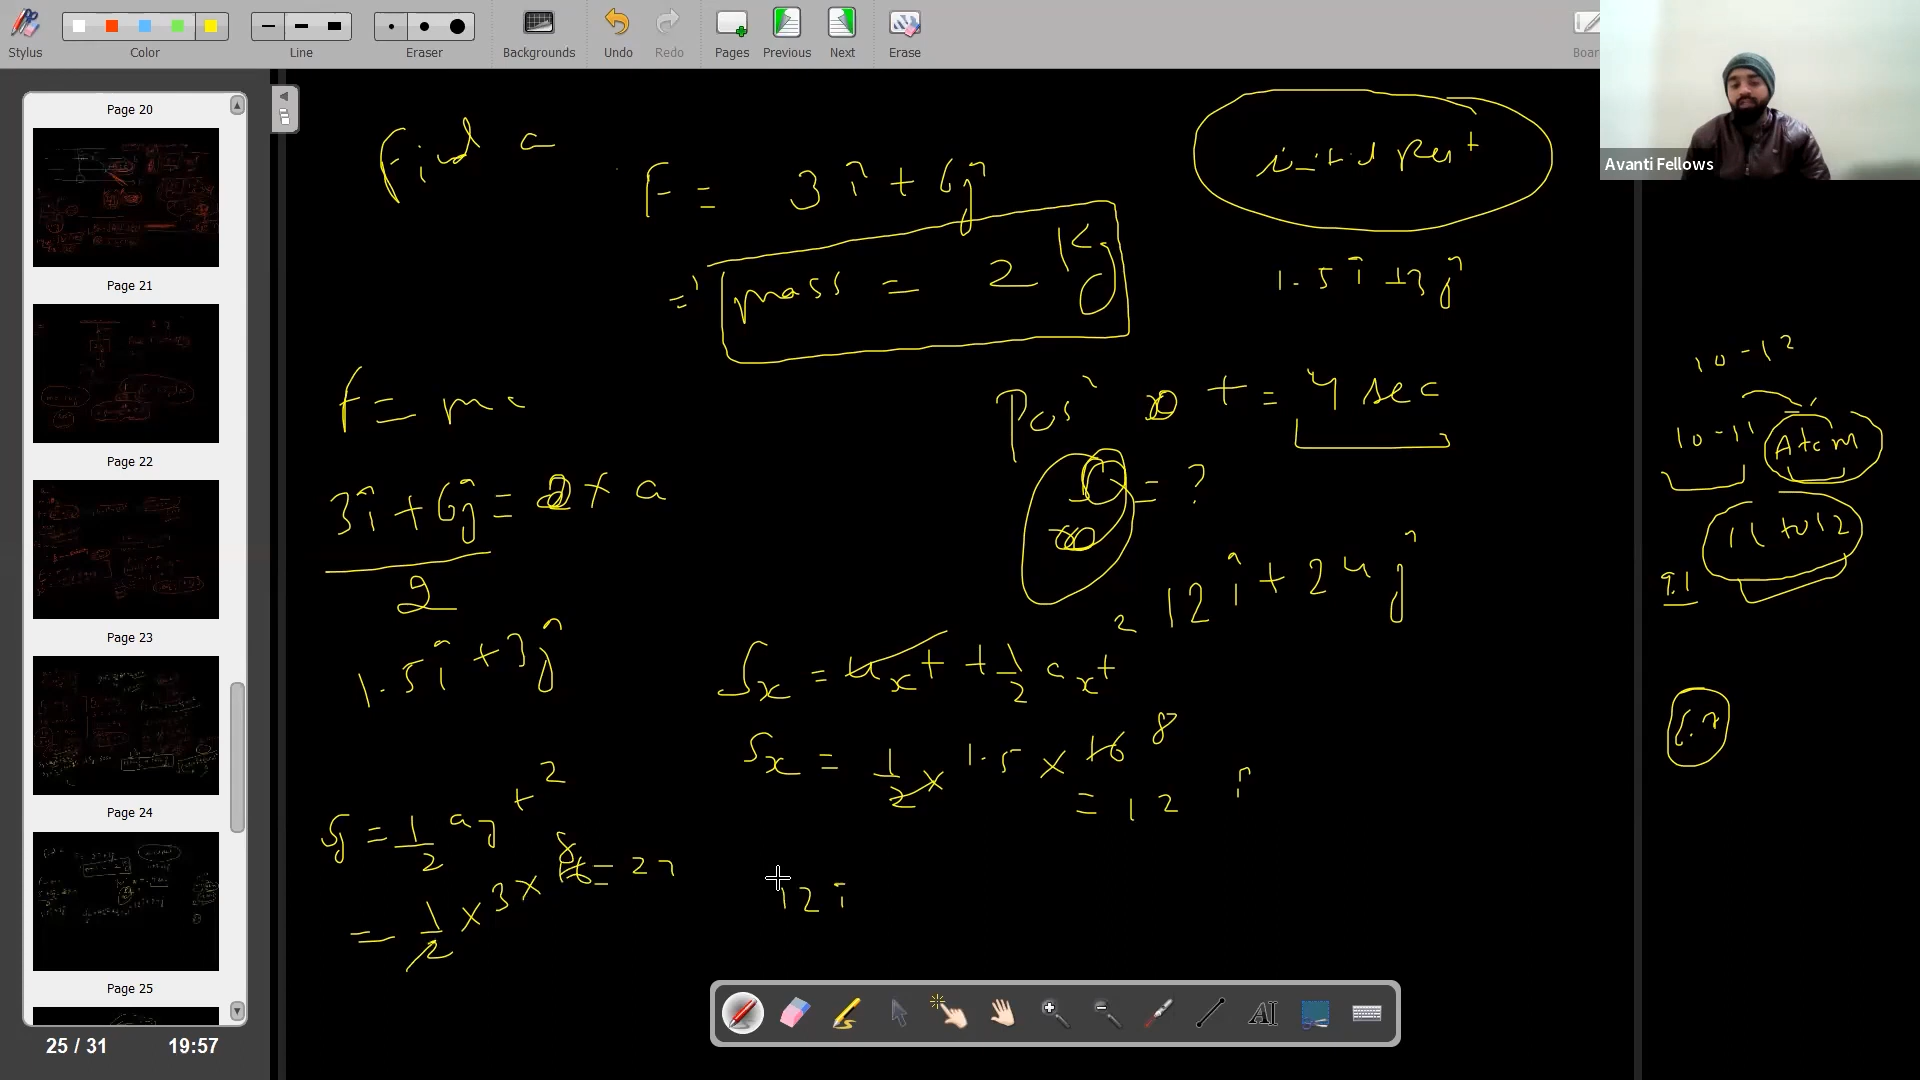 Stylus
Color
Line
Eraser
Backgrounds
Undo
Redo
Pages
Previous
Next
Erase
Boar
Avanti Fellows
Page 20
Page 21
Page 22
Page 23
Page 24
Page 25
25 / 31
19:57
Find a
F = 3î + 6ĵ
mass = 2 Kg
initial Rest
1.5î + 3ĵ
f = ma
3î + 6ĵ = 2 × a
2
1.5î + 3ĵ
t = 4 sec
= ?
12î + 24ĵ
Sx = uxt + 1/2 axt²
Sx = 1/2 × 1.5 × 16 8
= 12 î
Sy = 1/2 ay t²
= 1/2 × 3 × 16 8 = 24
12 i
10-12
10-11 Atom
11 to 12
9.1